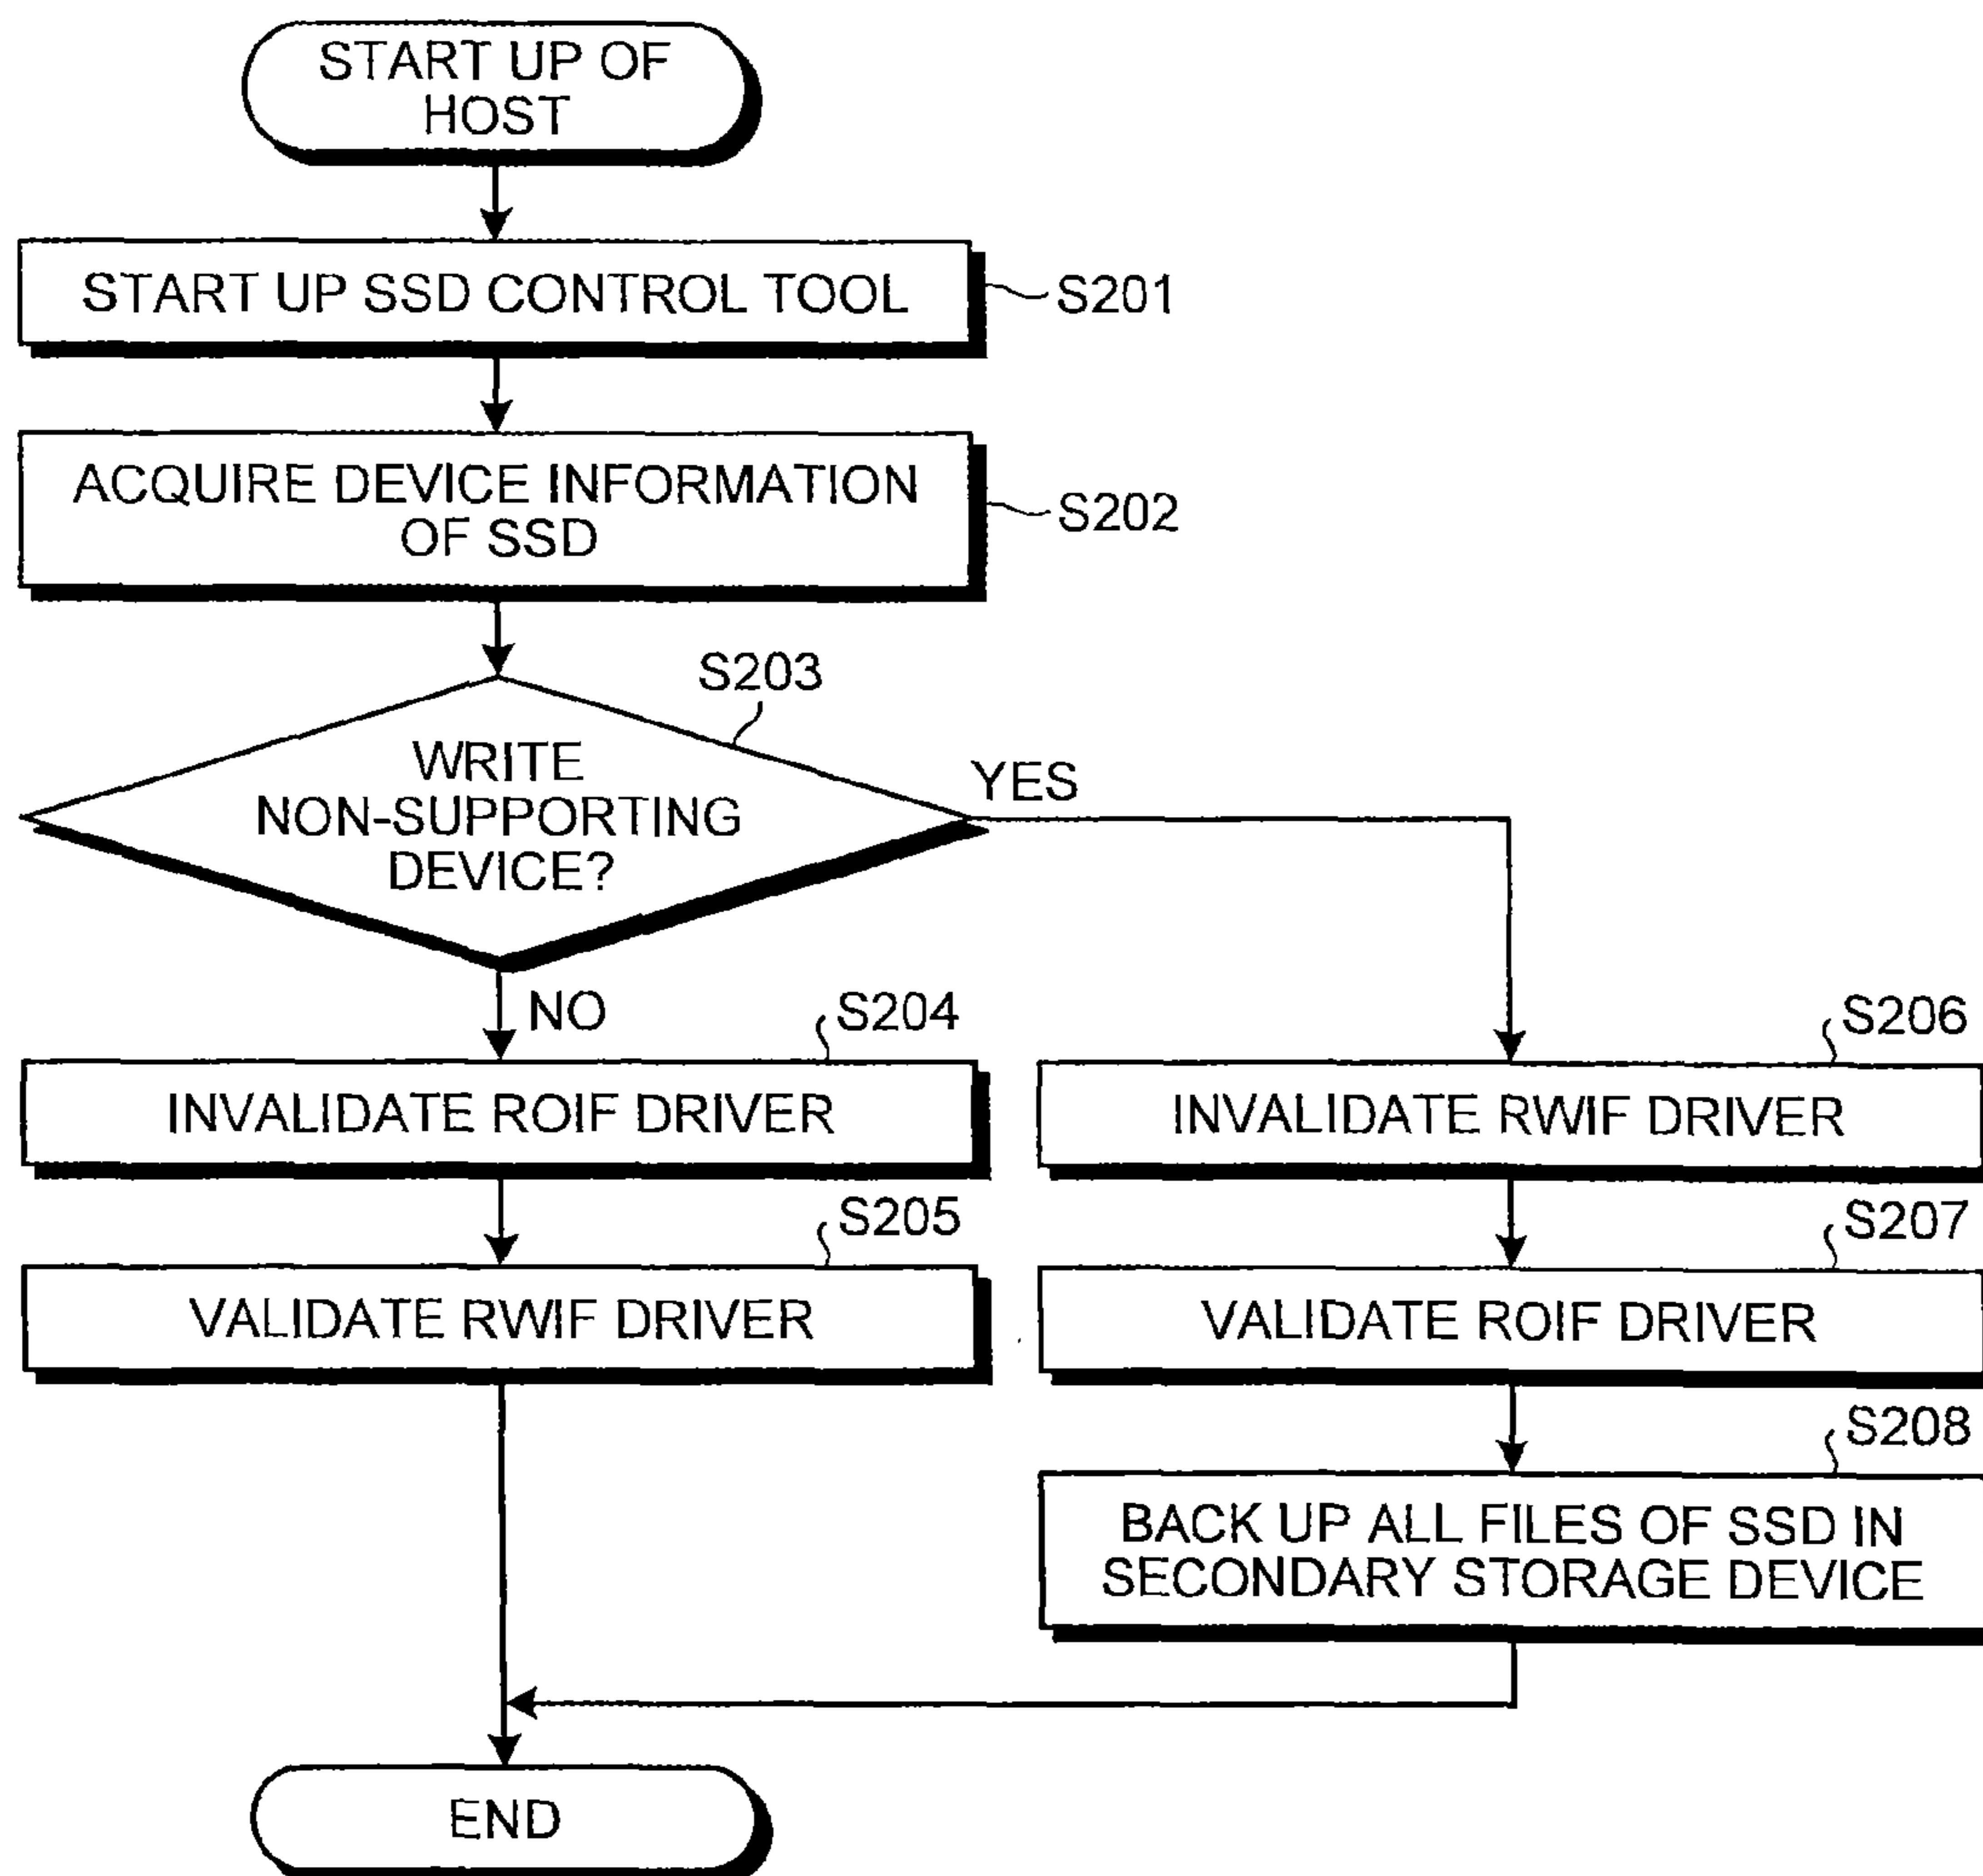 START UP OF
HOST
START UP SSD CONTROL TOOL
S201
ACQUIRE DEVICE INFORMATION
OF SSD
S202
S203
WRITE
NON-SUPPORTING
DEVICE?
YES
NO
S204
INVALIDATE ROIF DRIVER
S206
INVALIDATE RWIF DRIVER
S205
VALIDATE RWIF DRIVER
S207
VALIDATE ROIF DRIVER
S208
BACK UP ALL FILES OF SSD IN
SECONDARY STORAGE DEVICE
END